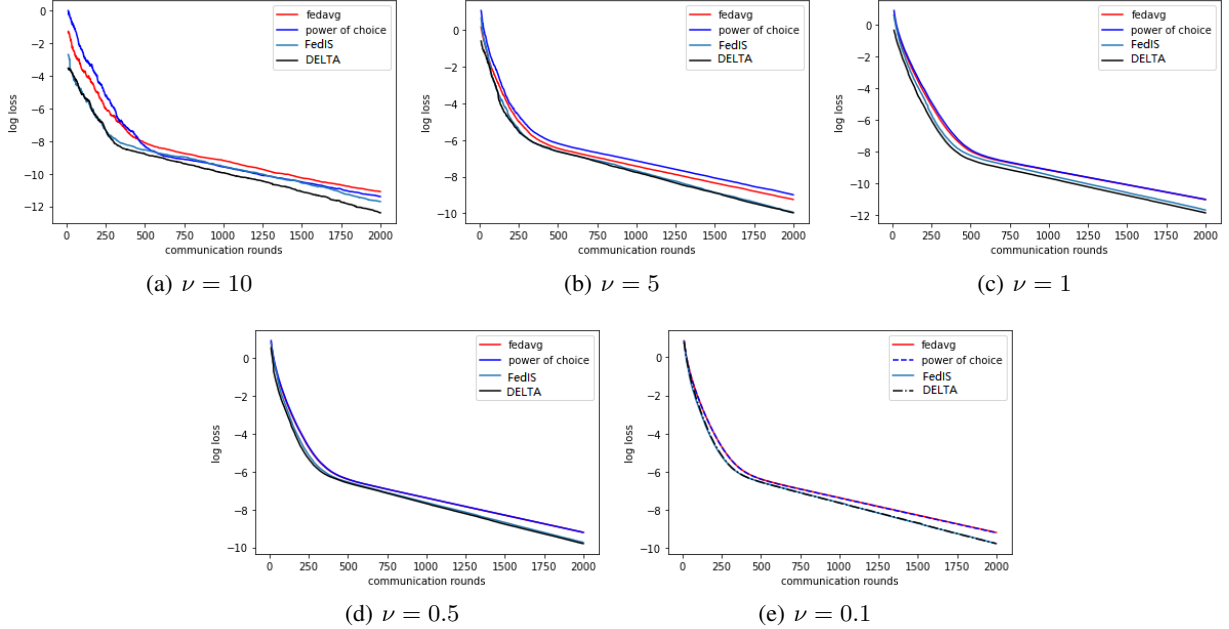 0
−2
−4
−6
−8
−10
−12
log loss
fedavg
power of choice
FedIS
DELTA
0 250 500 750 1000 1250 1500 1750 2000
communication rounds
(a) ν = 10
0
−2
−4
−6
−8
−10
log loss
fedavg
power of choice
FedIS
DELTA
0 250 500 750 1000 1250 1500 1750 2000
communication rounds
(b) ν = 5
0
−2
−4
−6
−8
−10
−12
log loss
fedavg
power of choice
FedIS
DELTA
0 250 500 750 1000 1250 1500 1750 2000
communication rounds
(c) ν = 1
0
−2
−4
−6
−8
−10
log loss
fedavg
power of choice
FedIS
DELTA
0 250 500 750 1000 1250 1500 1750 2000
communication rounds
(d) ν = 0.5
0
−2
−4
−6
−8
−10
log loss
fedavg
power of choice
FedIS
DELTA
0 250 500 750 1000 1250 1500 1750 2000
communication rounds
(e) ν = 0.1